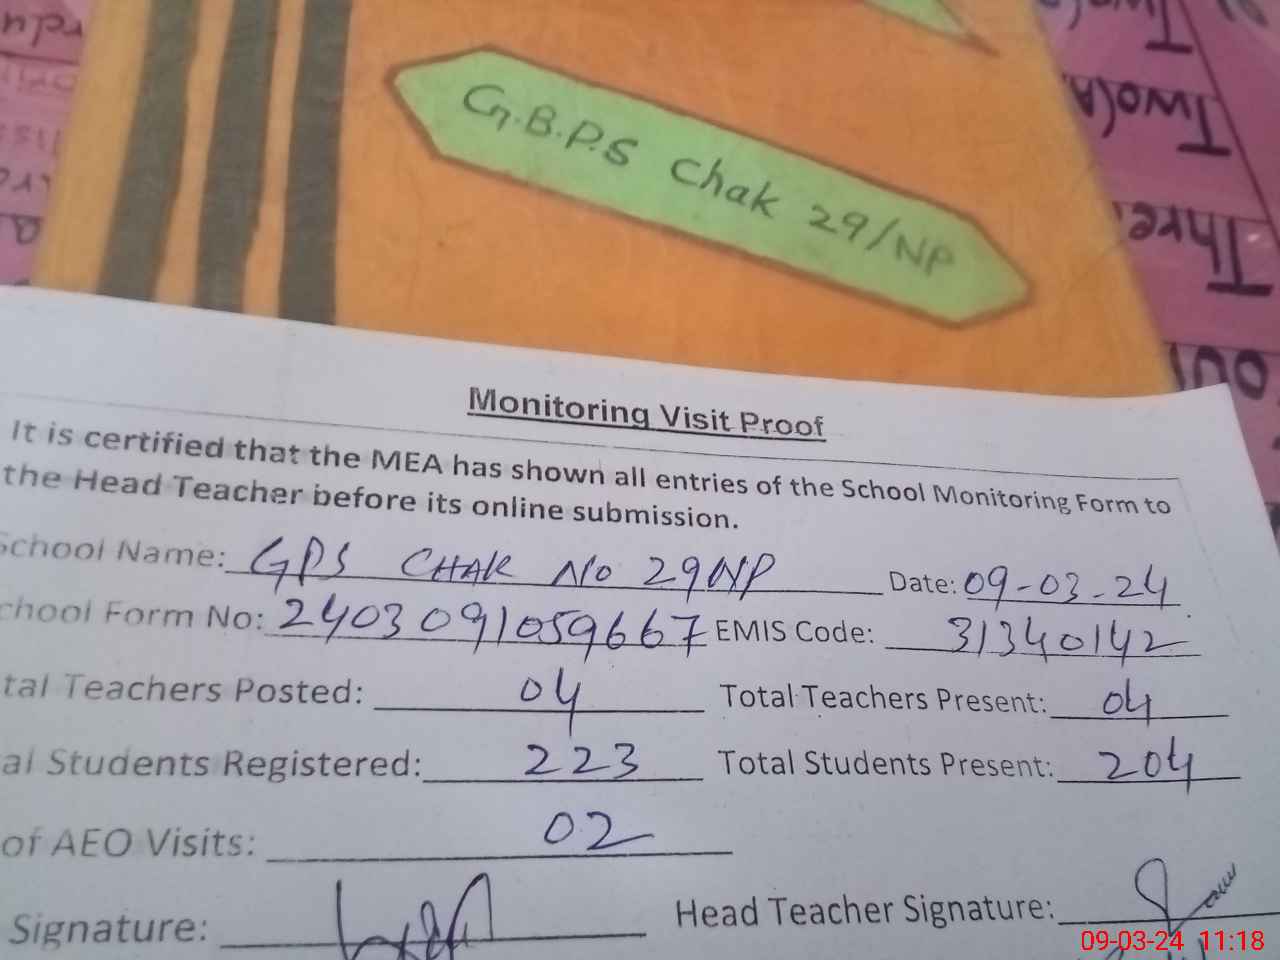 G.B.P.S Chak 29/NP
Two(A
Three
Monitoring Visit Proof
It is certified that the MEA has shown all entries of the School Monitoring Form to
the Head Teacher before its online submission.
School Name: GPS CHAK No 29NP Date: 09-03-24
chool Form No: 2403091059667 EMIS Code: 31340142
tal Teachers Posted: 04 Total Teachers Present: 04
al Students Registered: 223 Total Students Present: 204
of AEO Visits: 02
Signature: Head Teacher Signature:
09-03-24 11:18